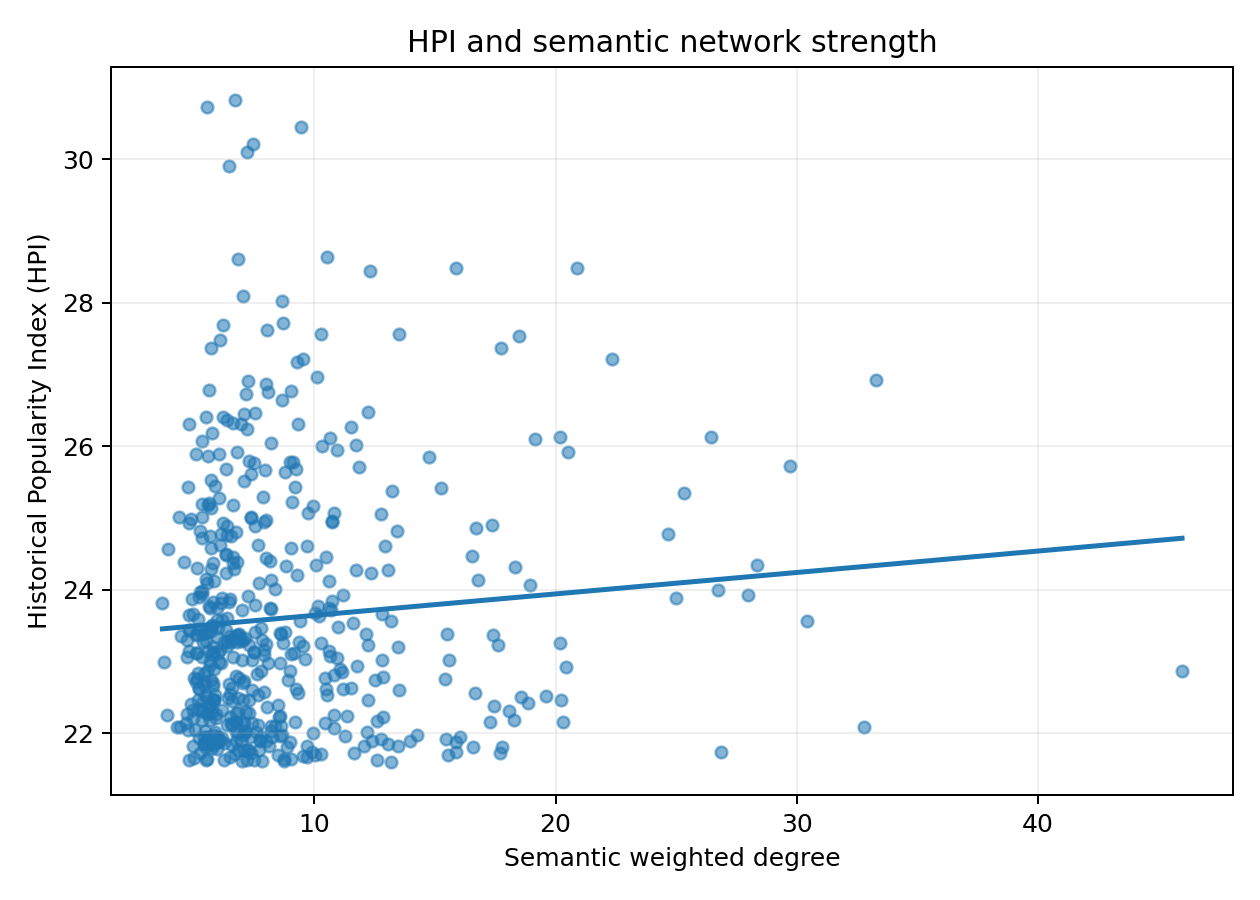 HPI and semantic network strength
Historical Popularity Index (HPI)
30
28
26
24
22
10 20 30 40
Semantic weighted degree